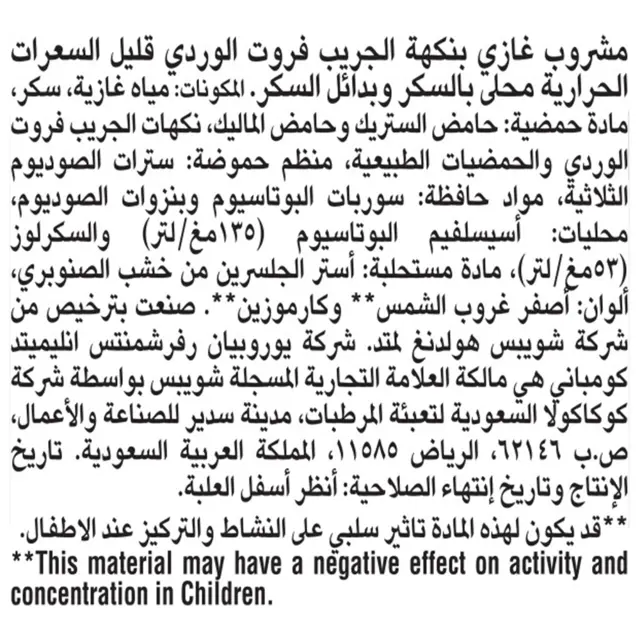 مشروب غازي بنكهة الجريب فروت الوردي قليل السعرات
الحرارية محلى بالسكر وبدائل السكر. المكونات: مياه غازية، سكر،
مادة حمضية: حامض الستريك وحامض الماليك، نكهات الجريب فروت
الوردي والحمضيات الطبيعية، منظم حموضة: سترات الصوديوم
الثلاثية، مواد حافظة: سوربات البوتاسيوم وبنزوات الصوديوم،
محليات: أسيسلفيم البوتاسيوم (١٣٥مغ/لتر) والسكرلوز
(٥٣مغ/لتر)، مادة مستحلبة: أستر الجلسرين من خشب الصنوبري،
ألوان: أصفر غروب الشمس** وكارموزين**. صنعت بترخيص من
شركة شويبس هولدنغ لمتد. شركة يوروبيان رفرشمنتس انليميتد
كومباني هي مالكة العلامة التجارية المسجلة شويبس بواسطة شركة
كوكاكولا السعودية لتعبئة المرطبات، مدينة سدير للصناعة والأعمال،
ص.ب ٦٢١٤٦، الرياض ١١٥٨٥، المملكة العربية السعودية. تاريخ
الإنتاج وتاريخ إنتهاء الصلاحية: أنظر أسفل العلبة.
**قد يكون لهذه المادة تاثير سلبي على النشاط والتركيز عند الاطفال.
**This material may have a negative effect on activity and
concentration in Children.